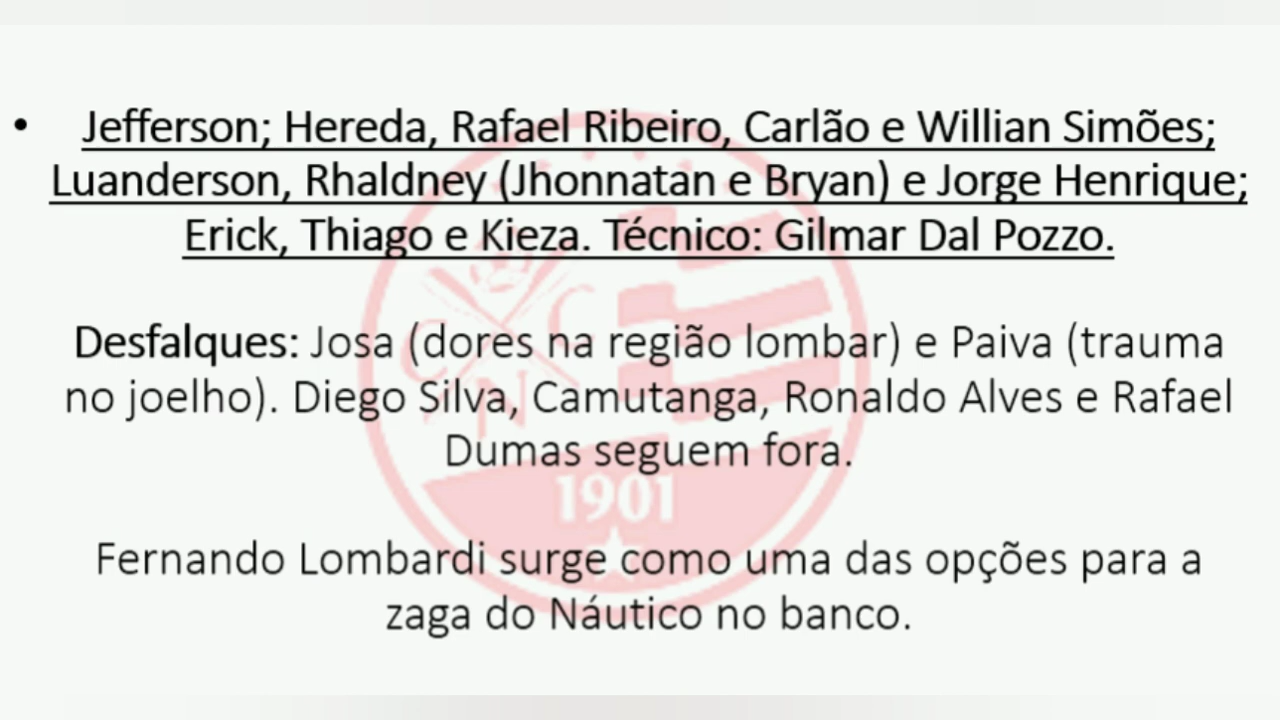 • Jefferson; Hereda, Rafael Ribeiro, Carlão e Willian Simões;
Luanderson, Rhaldney (Jhonnatan e Bryan) e Jorge Henrique;
Erick, Thiago e Kieza. Técnico: Gilmar Dal Pozzo.
Desfalques: Josa (dores na região lombar) e Paiva (trauma
no joelho). Diego Silva, Camutanga, Ronaldo Alves e Rafael
Dumas seguem fora.
1901
Fernando Lombardi surge como uma das opções para a
zaga do Náutico no banco.
C N C